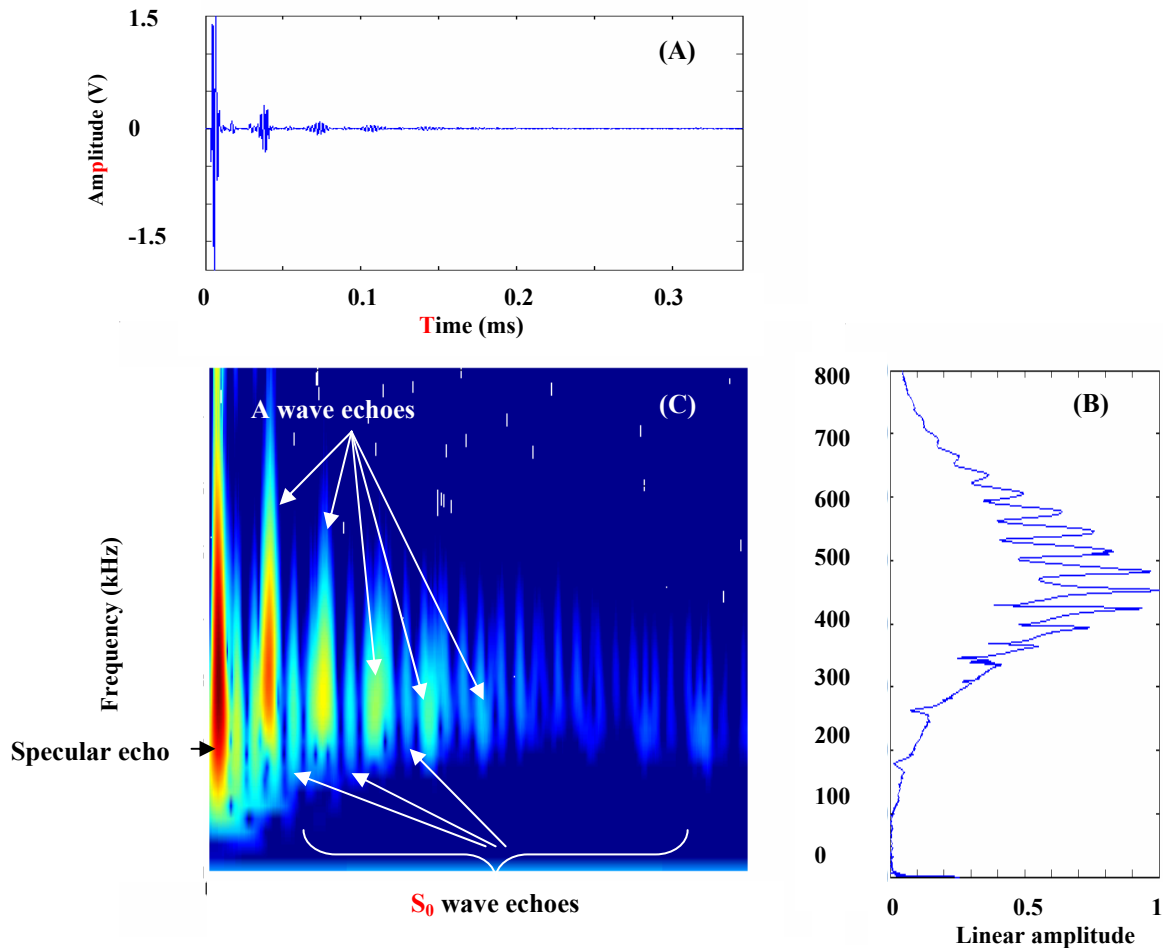 1.5
(A)
Amplitude (V)
0
-1.5
0
0.1
0.2
0.3
Time (ms)
A wave echoes
(C)
Frequency (kHz)
Specular echo
S0 wave echoes
800
(B)
700
600
500
400
300
200
100
0
0
0.5
1
Linear amplitude